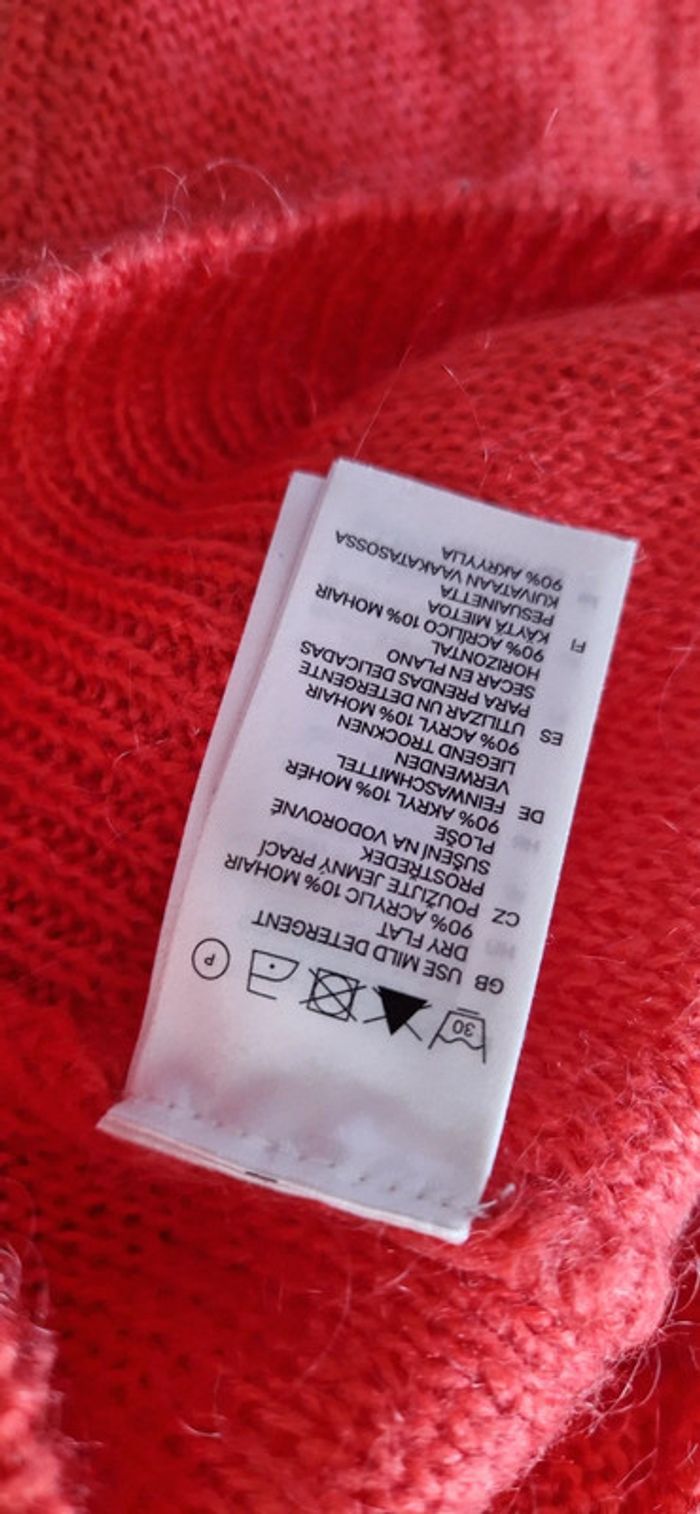 30 P
GB USE MILD DETERGENT
DRY FLAT
90% ACRYLIC 10% MOHAIR
CZ POUŽIJTE JEMNÝ PRACÍ
PROSTŘEDEK
SUŠENÍ NA VODOROVNÉ
PLOŠE
90% AKRYL 10% MOHÉR
DE FEINWASCHMITTEL
VERWENDEN
LIEGEND TROCKNEN
90% ACRYL 10% MOHAIR
ES UTILIZAR UN DETERGENTE
PARA PRENDAS DELICADAS
SECAR EN PLANO
HORIZONTAL
90% ACRÍLICO 10% MOHAIR
FI KÄYTÄ MIETOA
PESUAINETTA
KUIVATAAN VAAKATASOSSA
90% AKRYYLIA